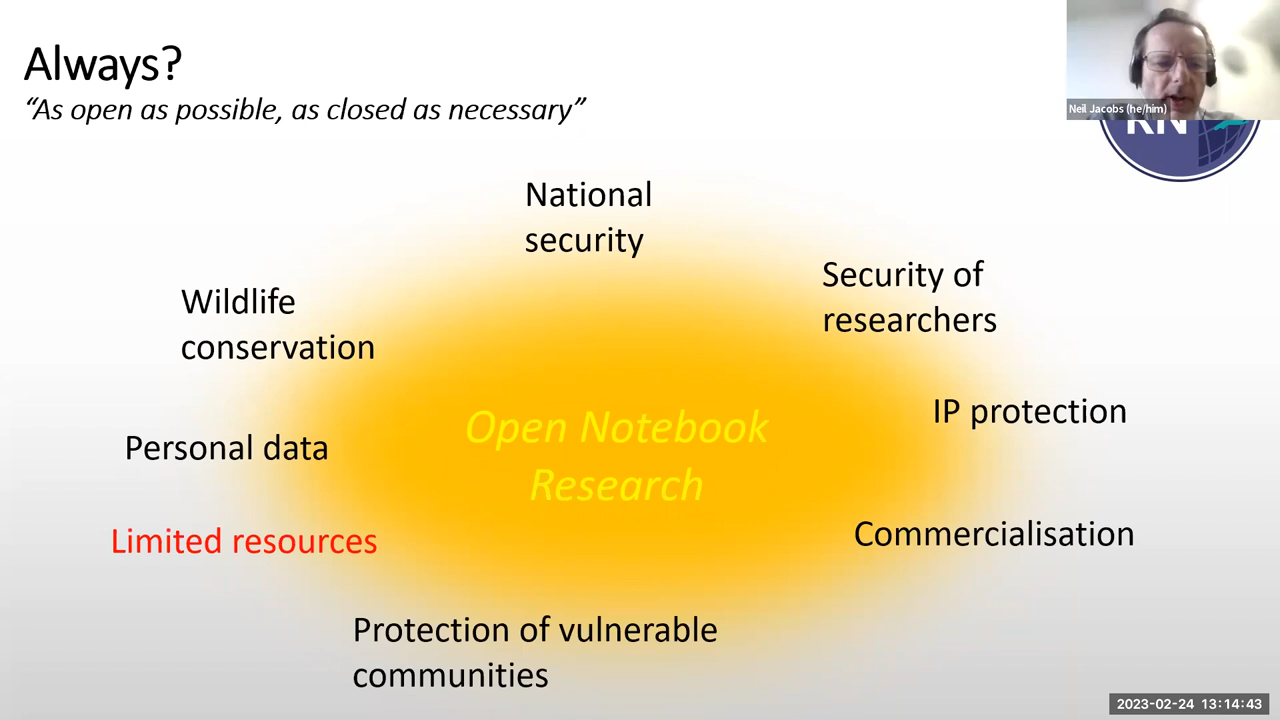 Always?
“As open as possible, as closed as necessary”
Neil Jacobs (he/him)
RN
National
security
Security of
researchers
Wildlife
conservation
IP protection
Open Notebook
Research
Personal data
Limited resources
Commercialisation
Protection of vulnerable
communities
2023-02-24 13:14:43